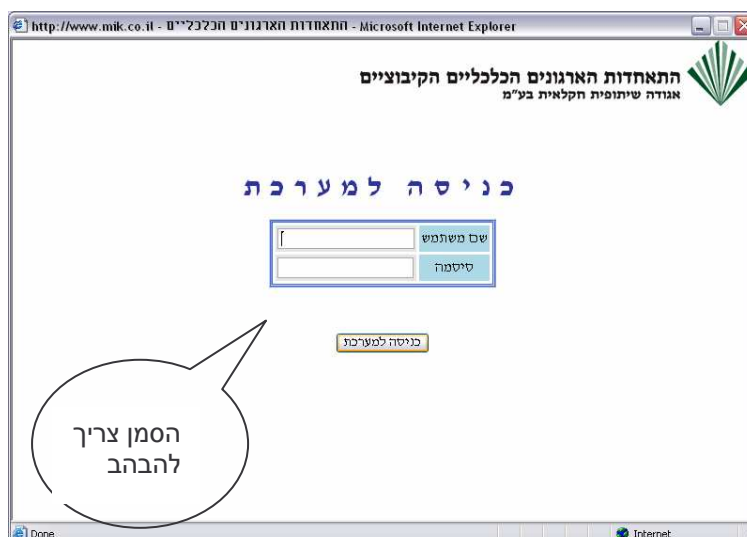 http://www.mik.co.il - התאחדות הארגונים הכלכליים - Microsoft Internet Explorer
התאחדות הארגונים הכלכליים הקיבוציים
אגודה שיתופית חקלאית בע"מ
כניסה למערכת
שם משתמש
סיסמה
כניסה למערכת
הסמן צריך
להבהב
Done
Internet